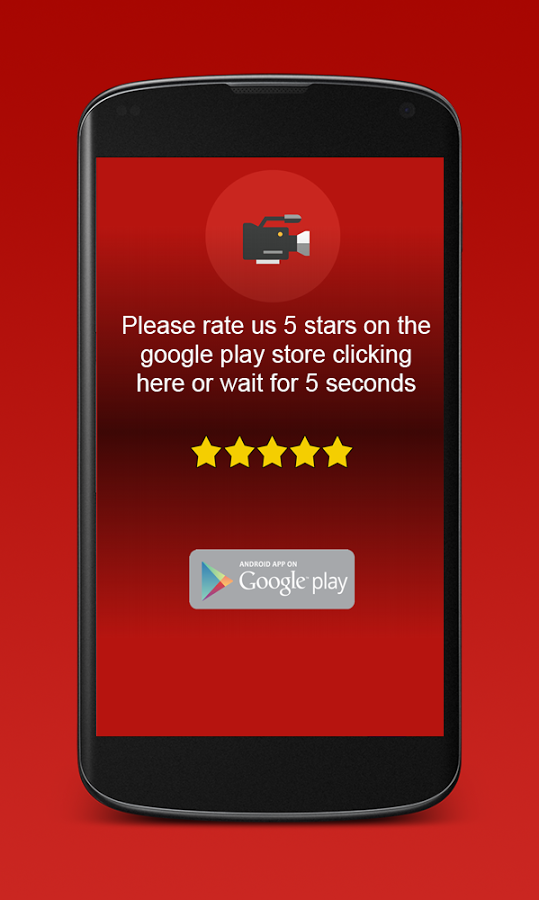 Please rate us 5 stars on the
google play store clicking
here or wait for 5 seconds
ANDROID APP ON
Google play